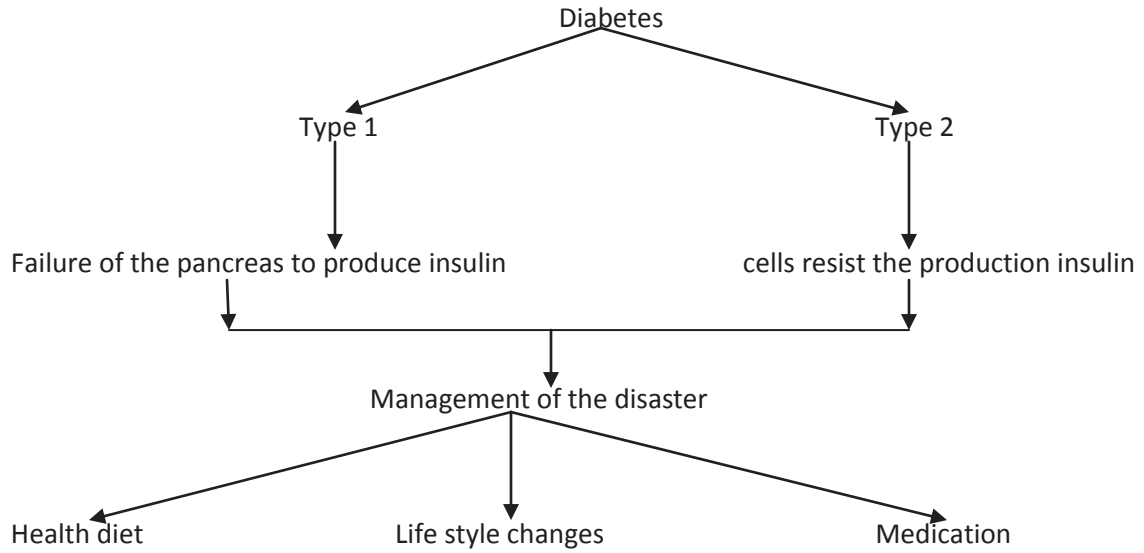 Diabetes
Type 1
Type 2
Failure of the pancreas to produce insulin
cells resist the production insulin
Management of the disaster
Health diet
Life style changes
Medication